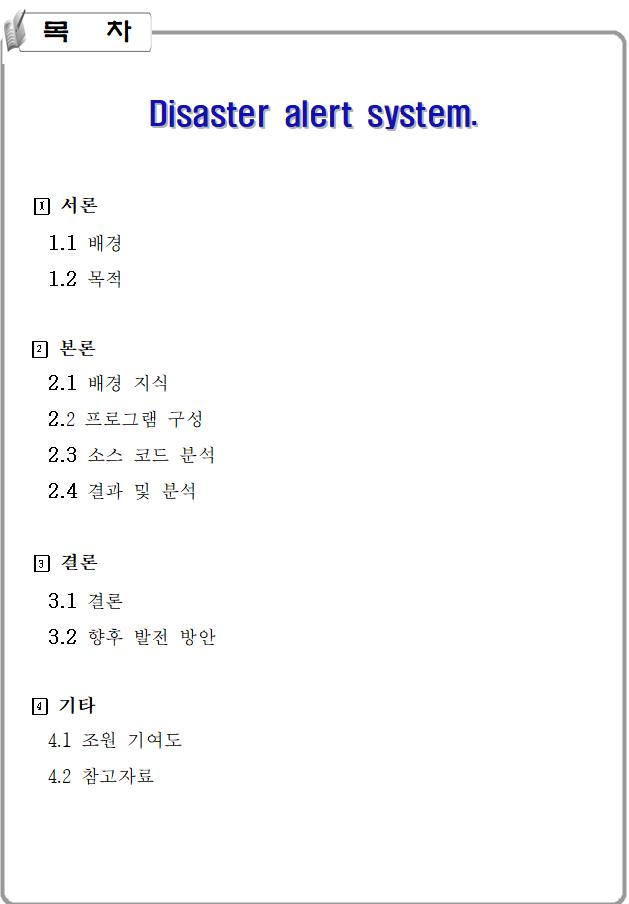 목 차
Disaster alert system.
1 서론
1.1 배경
1.2 목적
2 본론
2.1 배경 지식
2.2 프로그램 구성
2.3 소스 코드 분석
2.4 결과 및 분석
3 결론
3.1 결론
3.2 향후 발전 방안
4 기타
4.1 조원 기여도
4.2 참고자료